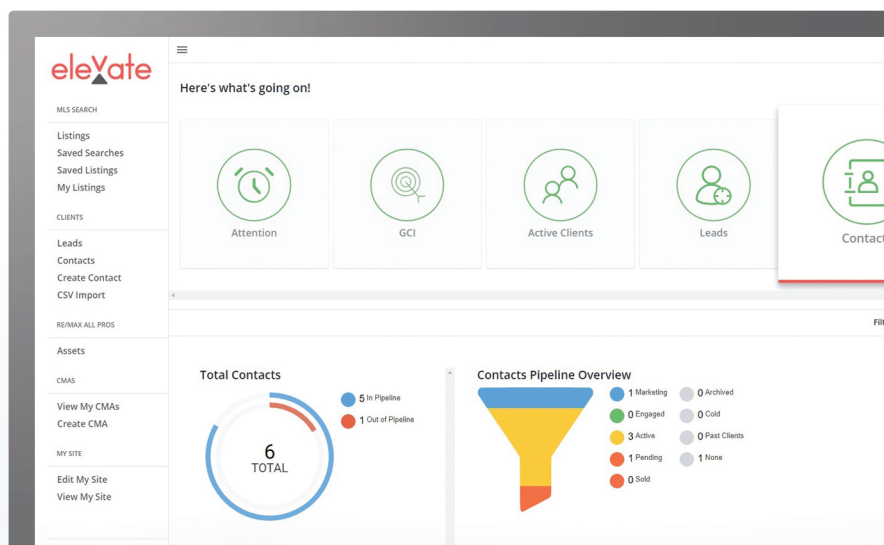 elevate
MLS SEARCH
Listings
Saved Searches
Saved Listings
My Listings
CLIENTS
Leads
Contacts
Create Contact
CSV Import
RE/MAX ALL PROS
Assets
CMAS
View My CMAs
Create CMA
MY SITE
Edit My Site
View My Site
Here's what's going on!
Attention
GCI
Active Clients
Leads
Contact
Filt
Total Contacts
5 In Pipeline
1 Out of Pipeline
6
TOTAL
Contacts Pipeline Overview
1 Marketing
0 Engaged
3 Active
1 Pending
0 Sold
0 Archived
0 Cold
0 Past Clients
1 None